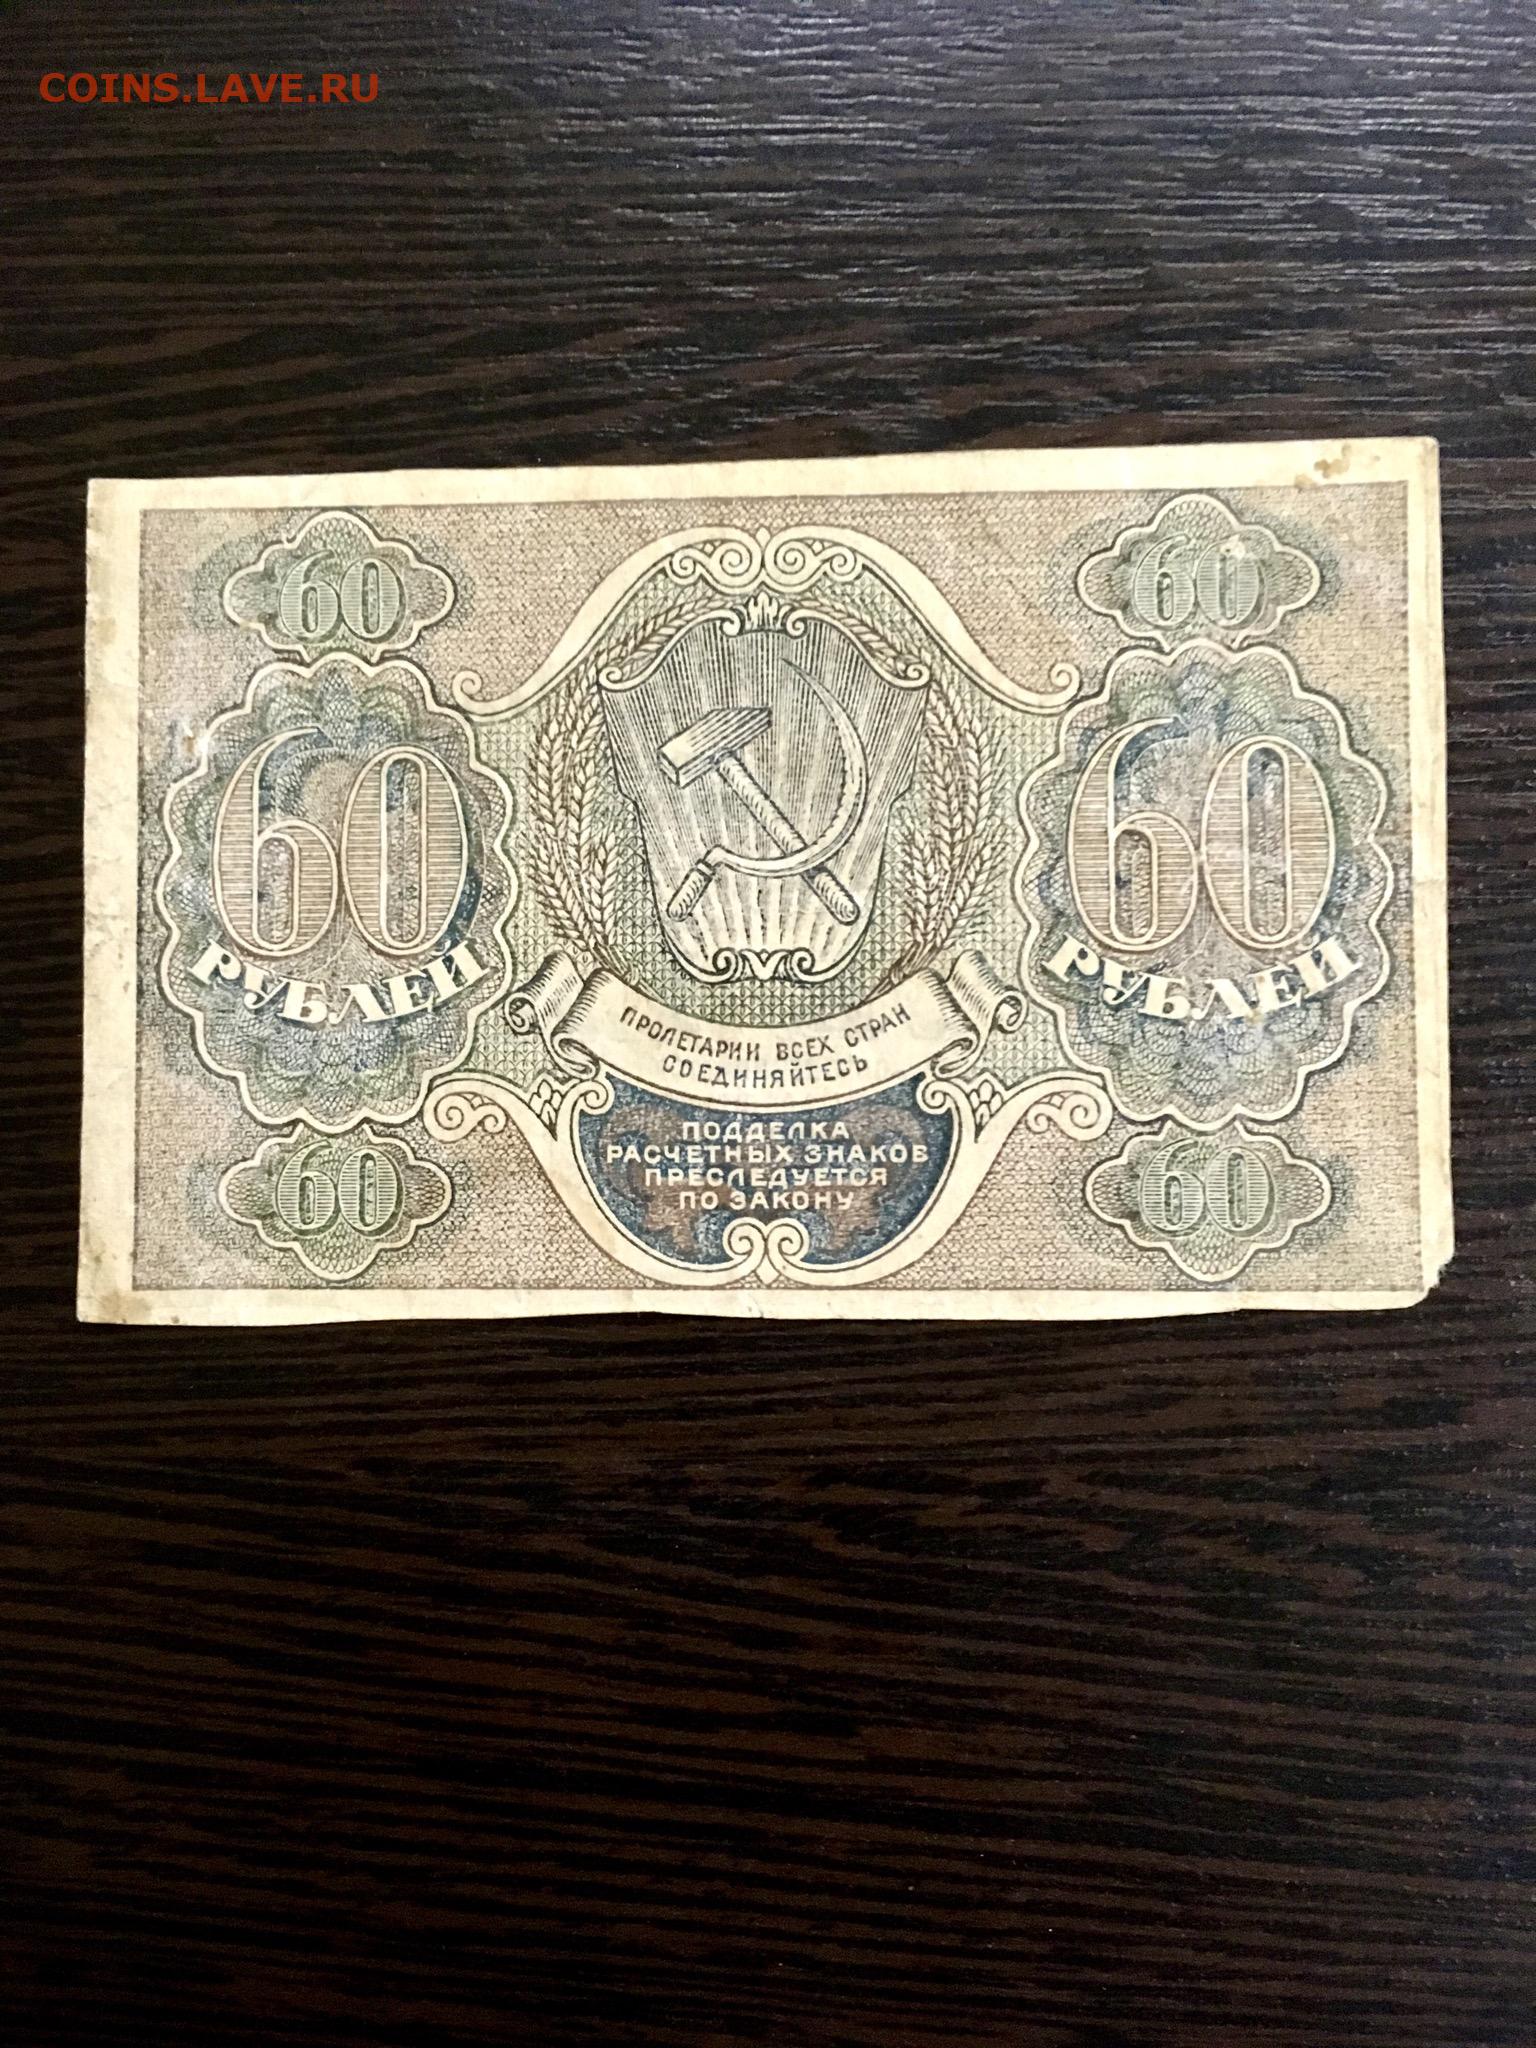 COINS.LAVE.RU
60
60
60
60
РУБЛЕЙ
РУБЛЕЙ
ПРОЛЕТАРИИ ВСЕХ СТРАН
СОЕДИНЯЙТЕСЬ
ПОДДЕЛКА
РАСЧЕТНЫХ ЗНАКОВ
ПРЕСЛЕДУЕТСЯ
ПО ЗАКОНУ
60
60